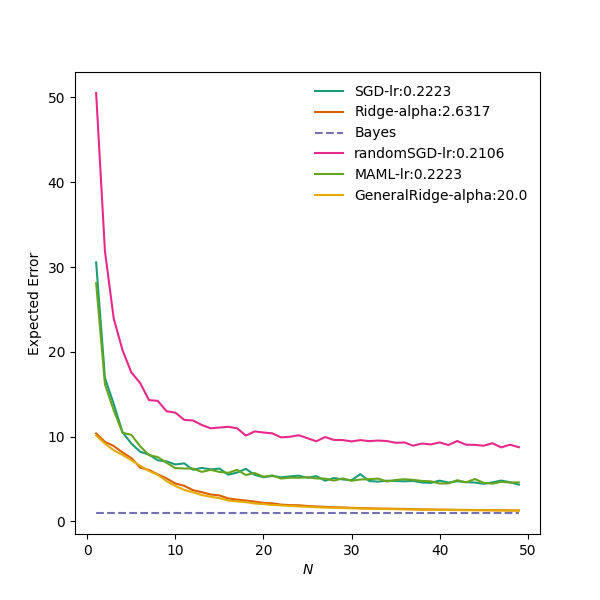 SGD-lr:0.2223
Ridge-alpha:2.6317
Bayes
randomSGD-lr:0.2106
MAML-lr:0.2223
GeneralRidge-alpha:20.0
Expected Error
50
40
30
20
10
0
0 10 20 30 40 50
N